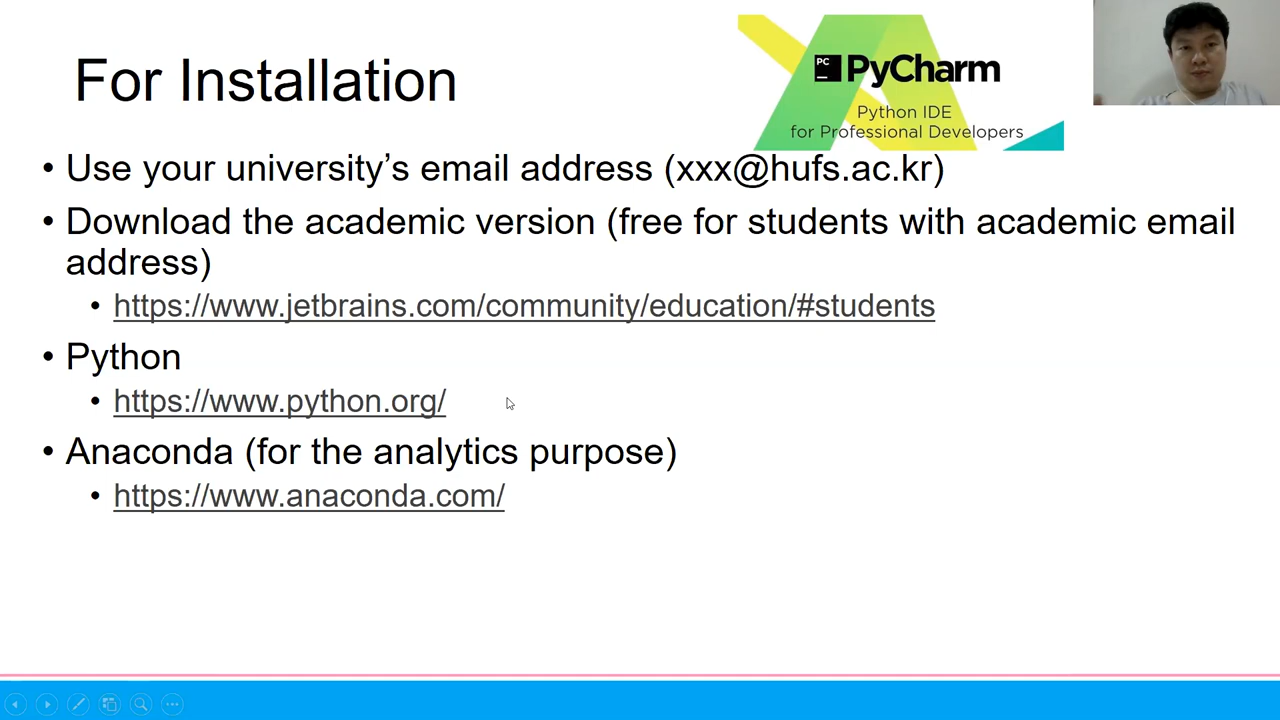 For Installation
PC PyCharm
Python IDE
for Professional Developers
• Use your university’s email address (xxx@hufs.ac.kr)
• Download the academic version (free for students with academic email
address)
• https://www.jetbrains.com/community/education/#students
• Python
• https://www.python.org/
• Anaconda (for the analytics purpose)
• https://www.anaconda.com/